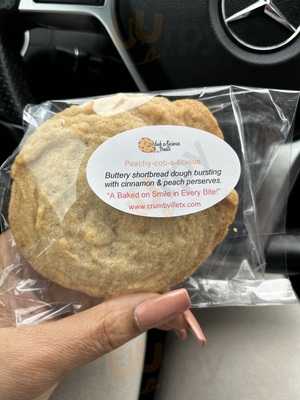 Peachy-cob-a-licious
Buttery shortbread dough bursting
with cinnamon & peach perserves.
"A Baked on Smile in Every Bite!"
www.crumbvilletx.com